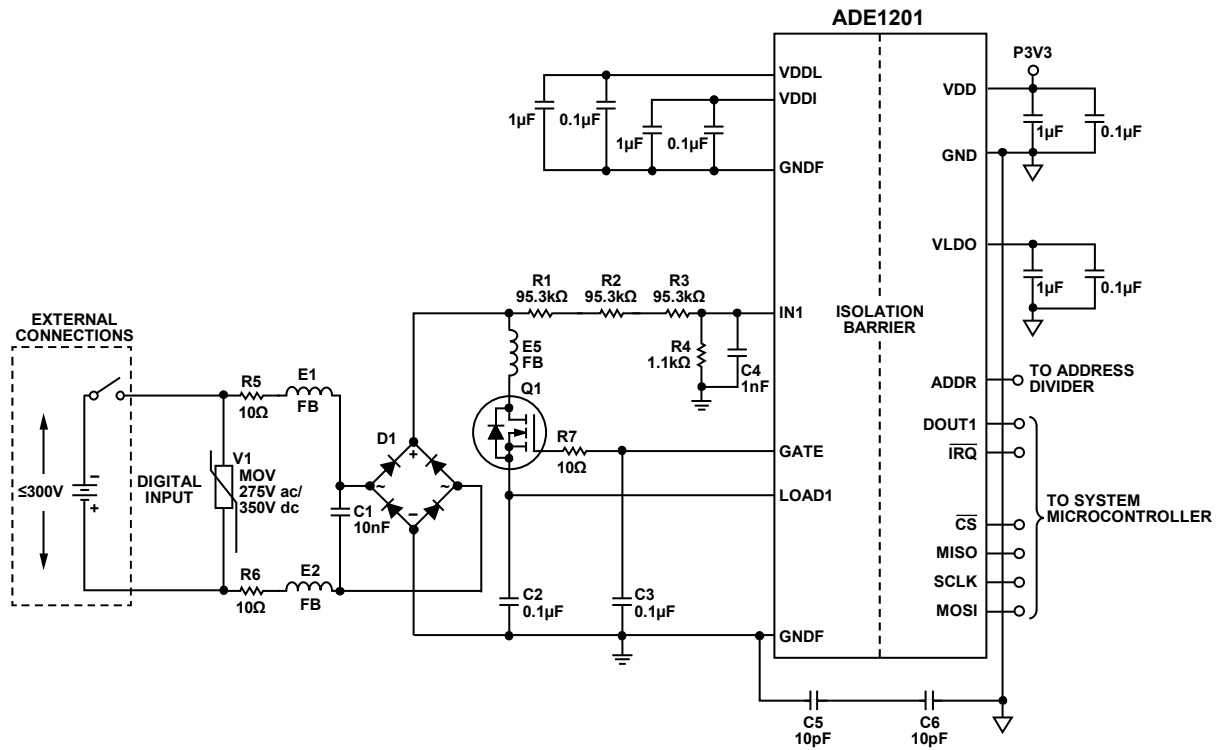 ADE1201
P3V3
VDDL
VDDI
1µF
0.1µF
1µF
0.1µF
GNDF
VDD
1µF
0.1µF
GND
VLDO
1µF
0.1µF
R1
95.3kΩ
R2
95.3kΩ
R3
95.3kΩ
IN1
ISOLATION
BARRIER
EXTERNAL
CONNECTIONS
E5
FB
R4
1.1kΩ
C4
1nF
ADDR
TO ADDRESS
DIVIDER
R5
10Ω
E1
FB
Q1
DOUT1
IRQ
CS
MISO
SCLK
MOSI
TO SYSTEM
MICROCONTROLLER
D1
R7
10Ω
GATE
LOAD1
≤300V
−
+
DIGITAL
INPUT
V1
MOV
275V ac/
350V dc
+
~
~
−
C1
10nF
R6
10Ω
E2
FB
C2
0.1µF
C3
0.1µF
GNDF
C5
10pF
C6
10pF